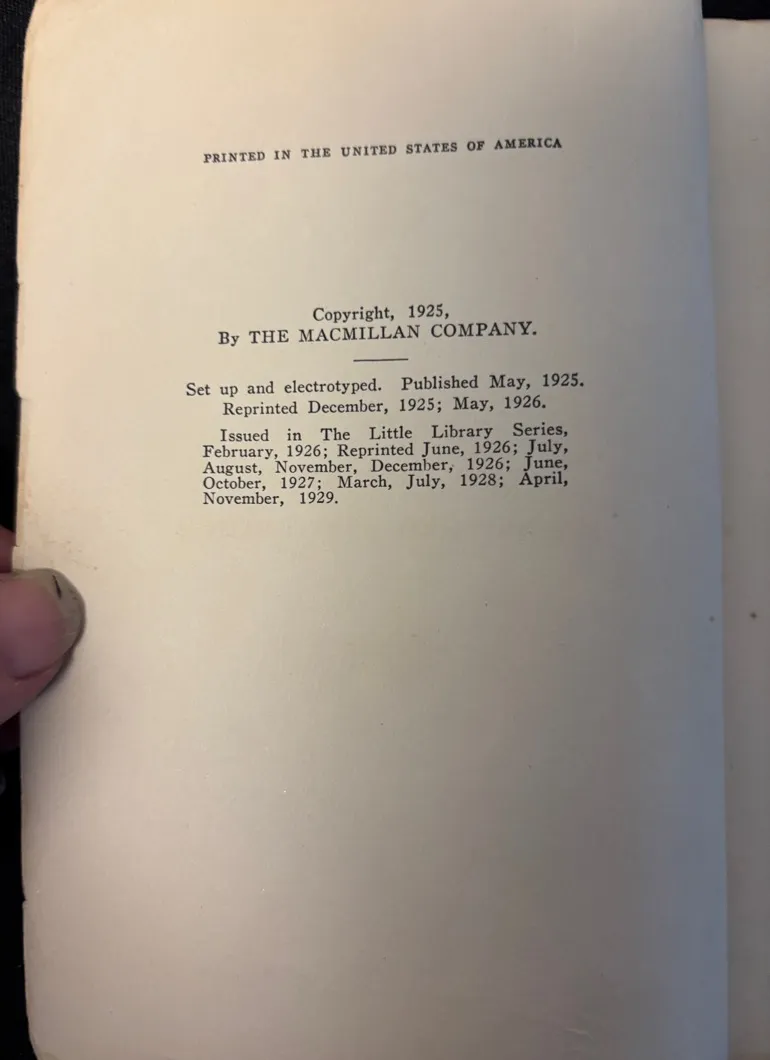 PRINTED IN THE UNITED STATES OF AMERICA
Copyright, 1925,
By THE MACMILLAN COMPANY.
Set up and electrotyped. Published May, 1925.
Reprinted December, 1925; May, 1926.
Issued in The Little Library Series,
February, 1926; Reprinted June, 1926; July,
August, November, December, 1926; June,
October, 1927; March, July, 1928; April,
November, 1929.